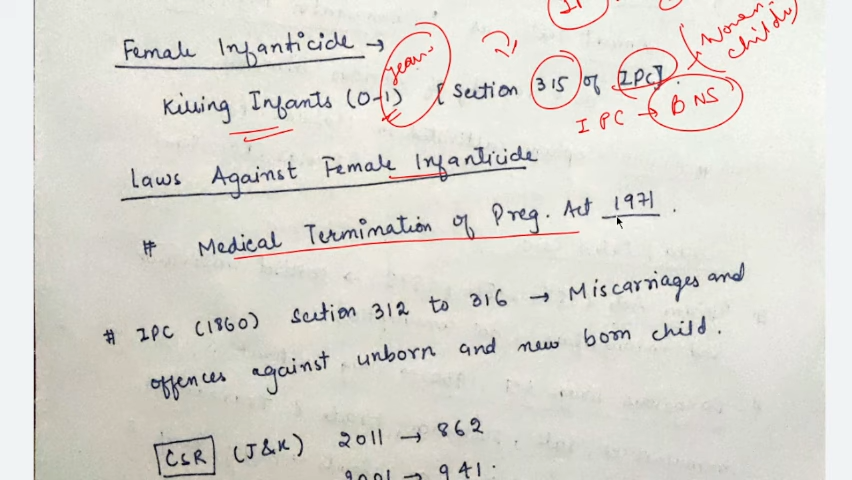 Female Infanticide →
years
Killing Infants (0-1) [Section 315 of IPC].
Women
child
IPC → BNS
Laws Against Female Infanticide
# Medical Termination of Preg. Act 1971.
# IPC (1860) Section 312 to 316 → Miscarriages and
offences against unborn and new born child.
CSR (J&K) 2011 → 862
2001 → 941.